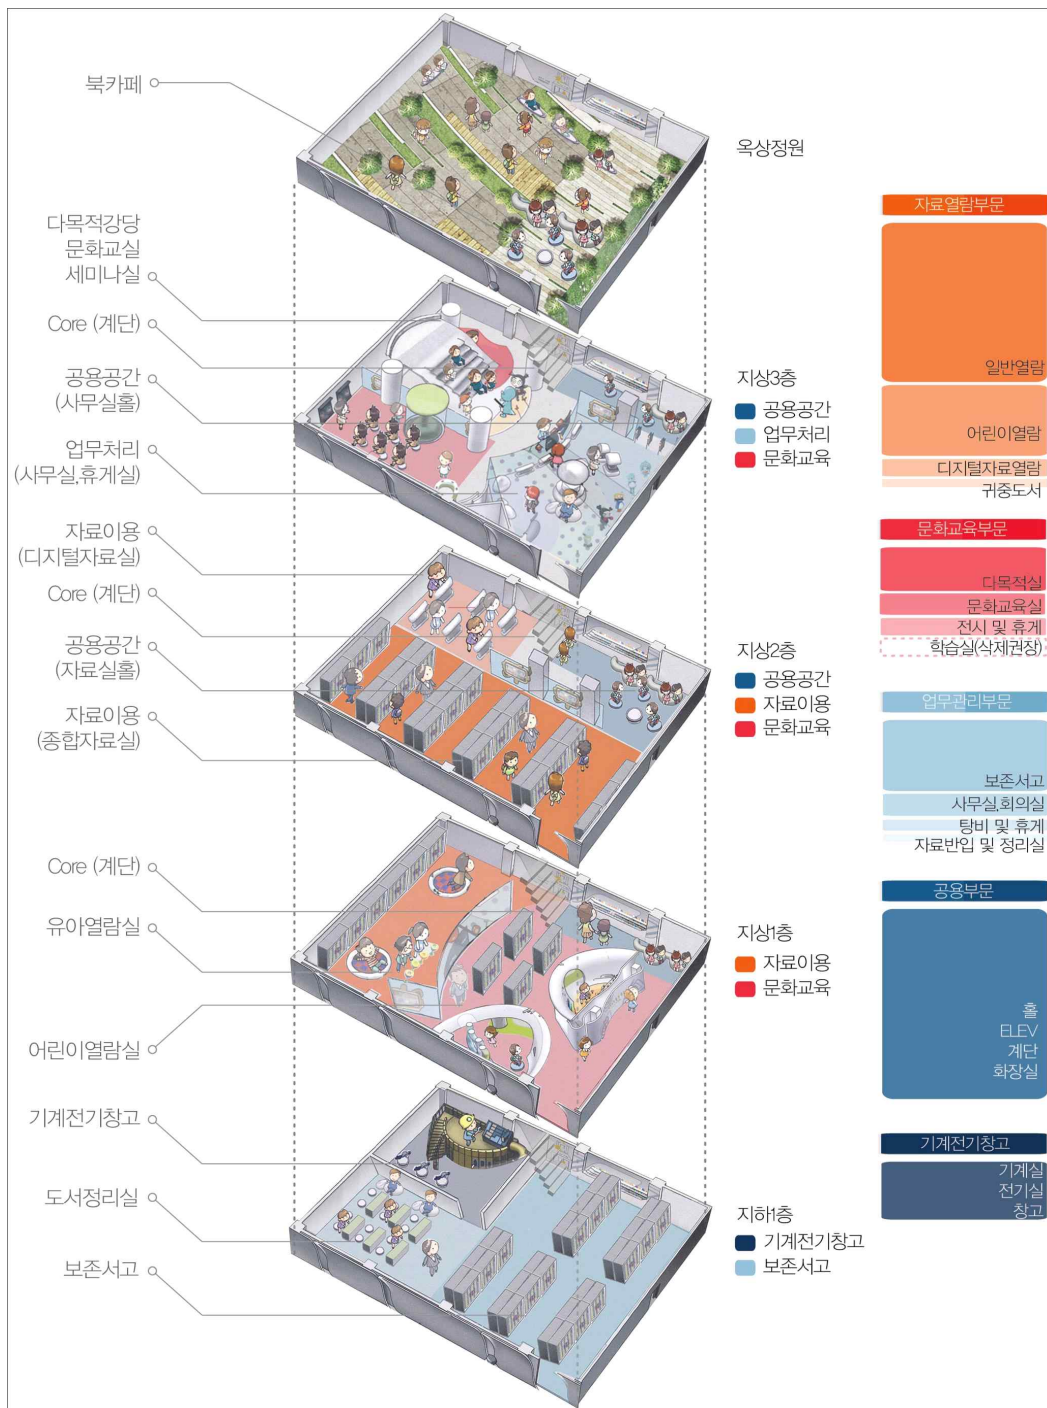 북카페
옥상정원
다목적강당
문화교실
세미나실
Core (계단)
공용공간
(사무실홀)
업무처리
(사무실,휴게실)
지상3층
공용공간
업무처리
문화교육
자료이용
(디지털자료실)
Core (계단)
공용공간
(자료실홀)
자료이용
(종합자료실)
지상2층
공용공간
자료이용
문화교육
Core (계단)
유아열람실
어린이열람실
지상1층
자료이용
문화교육
기계전기창고
도서정리실
보존서고
지하1층
기계전기창고
보존서고
자료열람부문
일반열람
어린이열람
디지털자료열람
귀중도서
문화교육부문
다목적실
문화교육실
전시 및 휴게
학습실(삭제권장)
업무관리부문
보존서고
사무실,회의실
탕비 및 휴게
자료반입 및 정리실
공용부문
홀
ELEV
계단
화장실
기계전기창고
기계실
전기실
창고